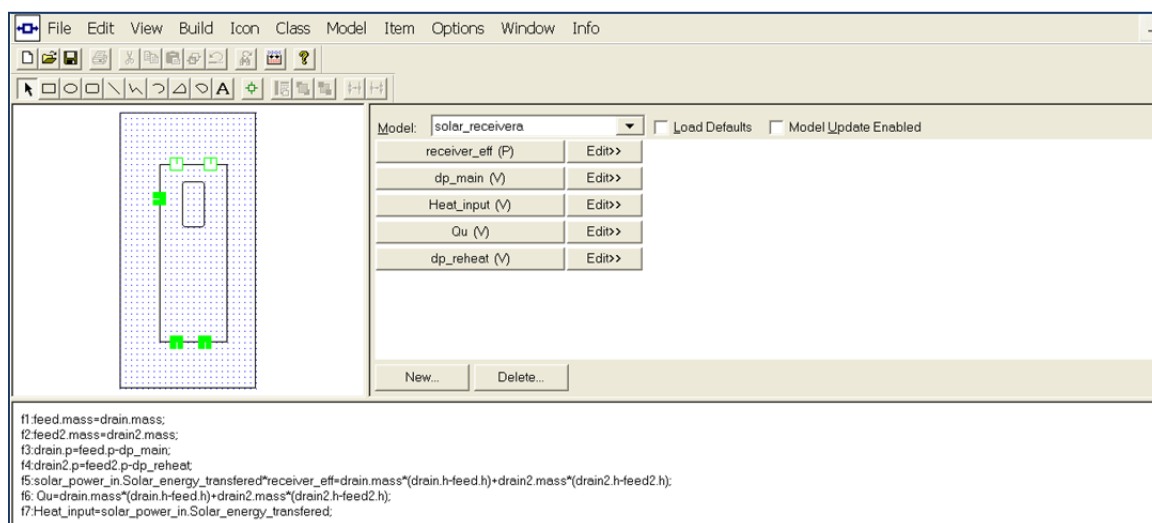 File Edit View Build Icon Class Model Item Options Window Info
A
Model: solar_receivera Load Defaults Model Update Enabled
receiver_eff (P) Edit>>
dp_main (V) Edit>>
Heat_input (V) Edit>>
Qu (V) Edit>>
dp_reheat (V) Edit>>
New... Delete...
f1:feed.mass=drain.mass;
f2:feed2.mass=drain2.mass;
f3:drain.p=feed.p-dp_main;
f4:drain2.p=feed2.p-dp_reheat;
f5:solar_power_in.Solar_energy_transfered*receiver_eff=drain.mass*(drain.h-feed.h)+drain2.mass*(drain2.h-feed2.h);
f6: Qu=drain.mass*(drain.h-feed.h)+drain2.mass*(drain2.h-feed2.h);
f7:Heat_input=solar_power_in.Solar_energy_transfered;